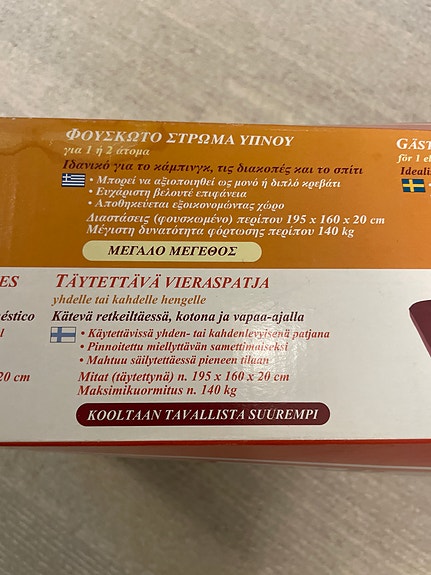 ΦΟΥΣΚΩΤΟ ΣΤΡΩΜΑ ΥΠΝΟΥ
για 1 ή 2 άτομα
Ιδανικό για το κάμπινγκ, τις διακοπές και το σπίτι
• Μπορεί να αξιοποιηθεί ως μονό ή διπλό κρεβάτι
• Ευχάριστη βελουτέ επιφάνεια
• Αποθηκεύεται εξοικονομώντας χώρο
Διαστάσεις (φουσκωμένο) περίπου 195 x 160 x 20 cm
Μέγιστη δυνατότητα φόρτωσης περίπου 140 kg
ΜΕΓΑΛΟ ΜΕΓΕΘΟΣ
GÄST
för 1 el
Ideali
ES
méstico
l
20 cm
TÄYTETTÄVÄ VIERASPATJA
yhdelle tai kahdelle hengelle
Kätevä retkeiltäessä, kotona ja vapaa-ajalla
• Käytettävissä yhden- tai kahdenlevyisenä patjana
• Pinnoitettu miellyttävän samettimaiseksi
• Mahtuu säilytettäessä pieneen tilaan
Mitat (täytettynä) n. 195 x 160 x 20 cm
Maksimikuormitus n. 140 kg
KOOLTAAN TAVALLISTA SUUREMPI